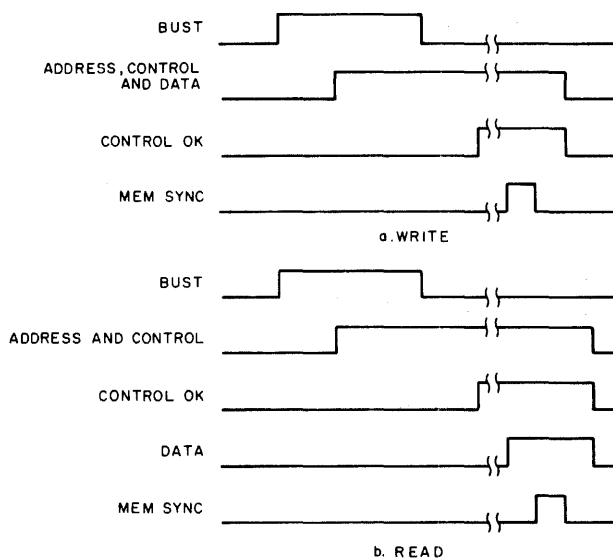 BUST
ADDRESS, CONTROL
AND DATA
CONTROL OK
MEM SYNC
a. WRITE
BUST
ADDRESS AND CONTROL
CONTROL OK
DATA
MEM SYNC
b. READ